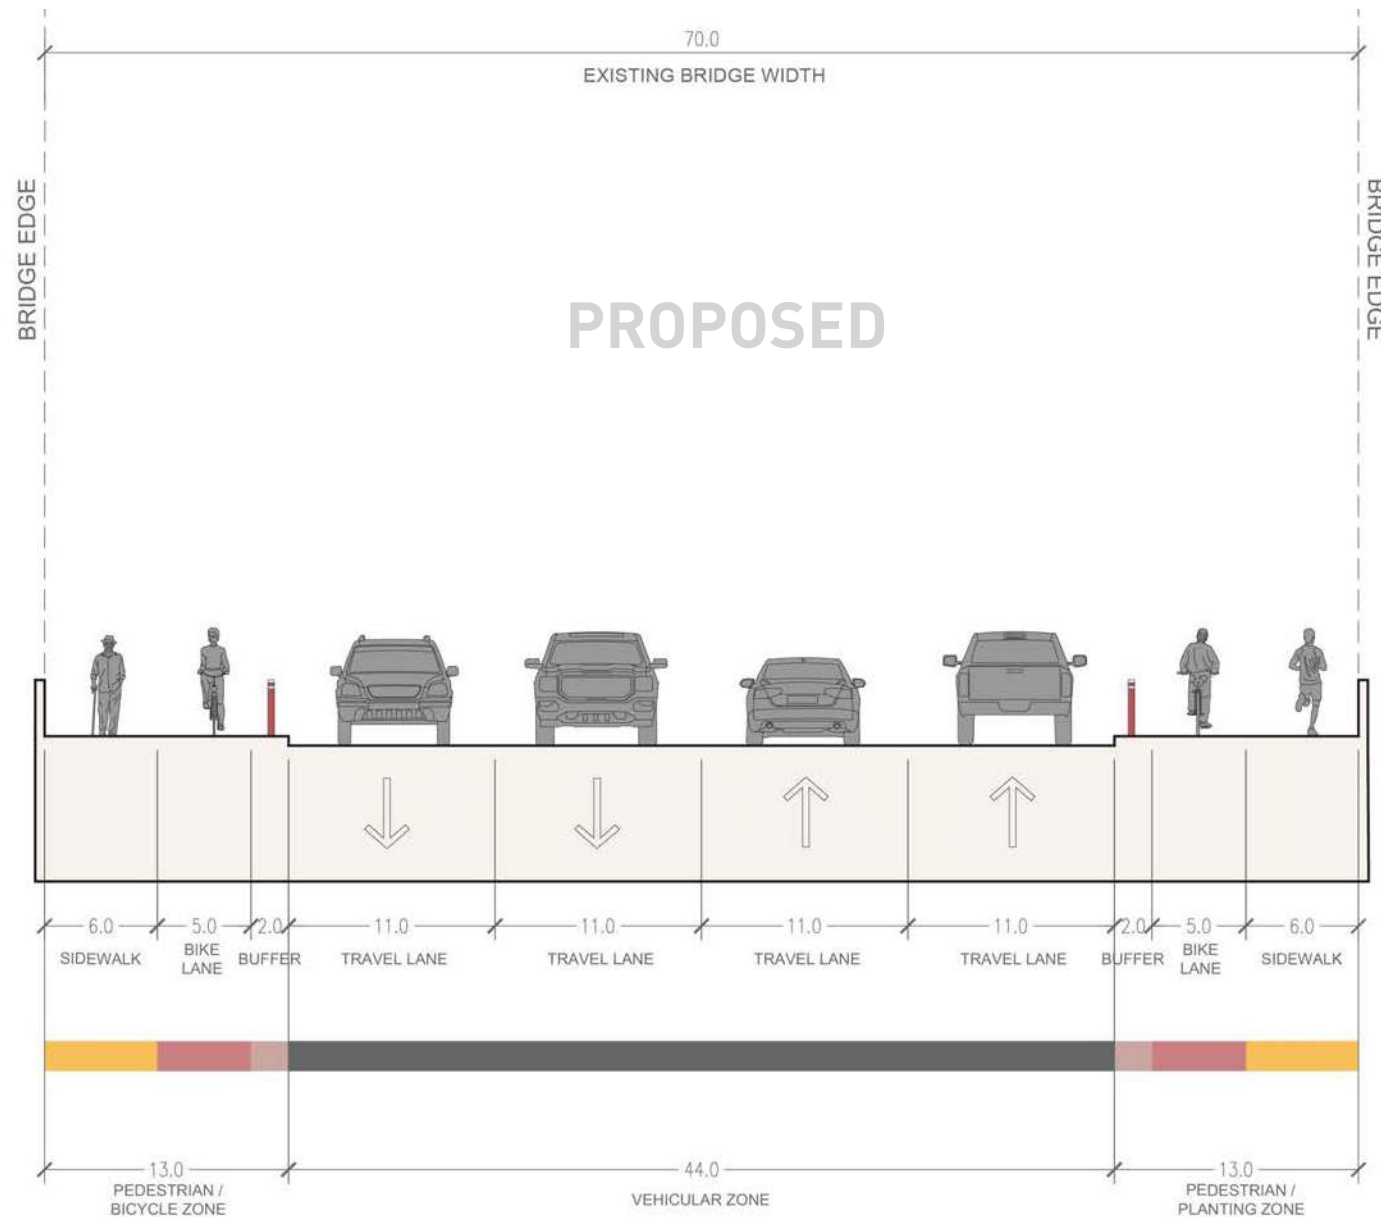 70.0
EXISTING BRIDGE WIDTH
BRIDGE EDGE
BRIDGE EDGE
PROPOSED
6.0 5.0 2.0 11.0 11.0 11.0 11.0 2.0 5.0 6.0
SIDEWALK
BIKE
LANE
BUFFER
TRAVEL LANE
TRAVEL LANE
TRAVEL LANE
TRAVEL LANE
BUFFER
BIKE
LANE
SIDEWALK
13.0
PEDESTRIAN /
BICYCLE ZONE
44.0
VEHICULAR ZONE
13.0
PEDESTRIAN /
PLANTING ZONE